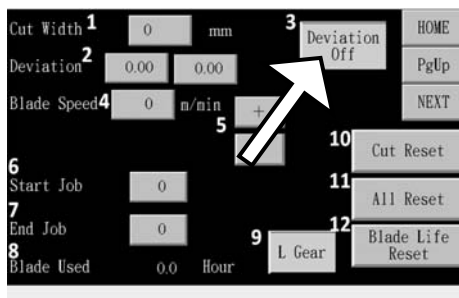 Cut Width 1 0 mm 3 Deviation Off HOME
Deviation 2 0.00 0.00 PgUp
Blade Speed 4 0 m/min + NEXT
5
10 Cut Reset
6
Start Job 0 11 All Reset
7
End Job 0 9 L Gear 12 Blade Life Reset
8
Blade Used 0.0 Hour